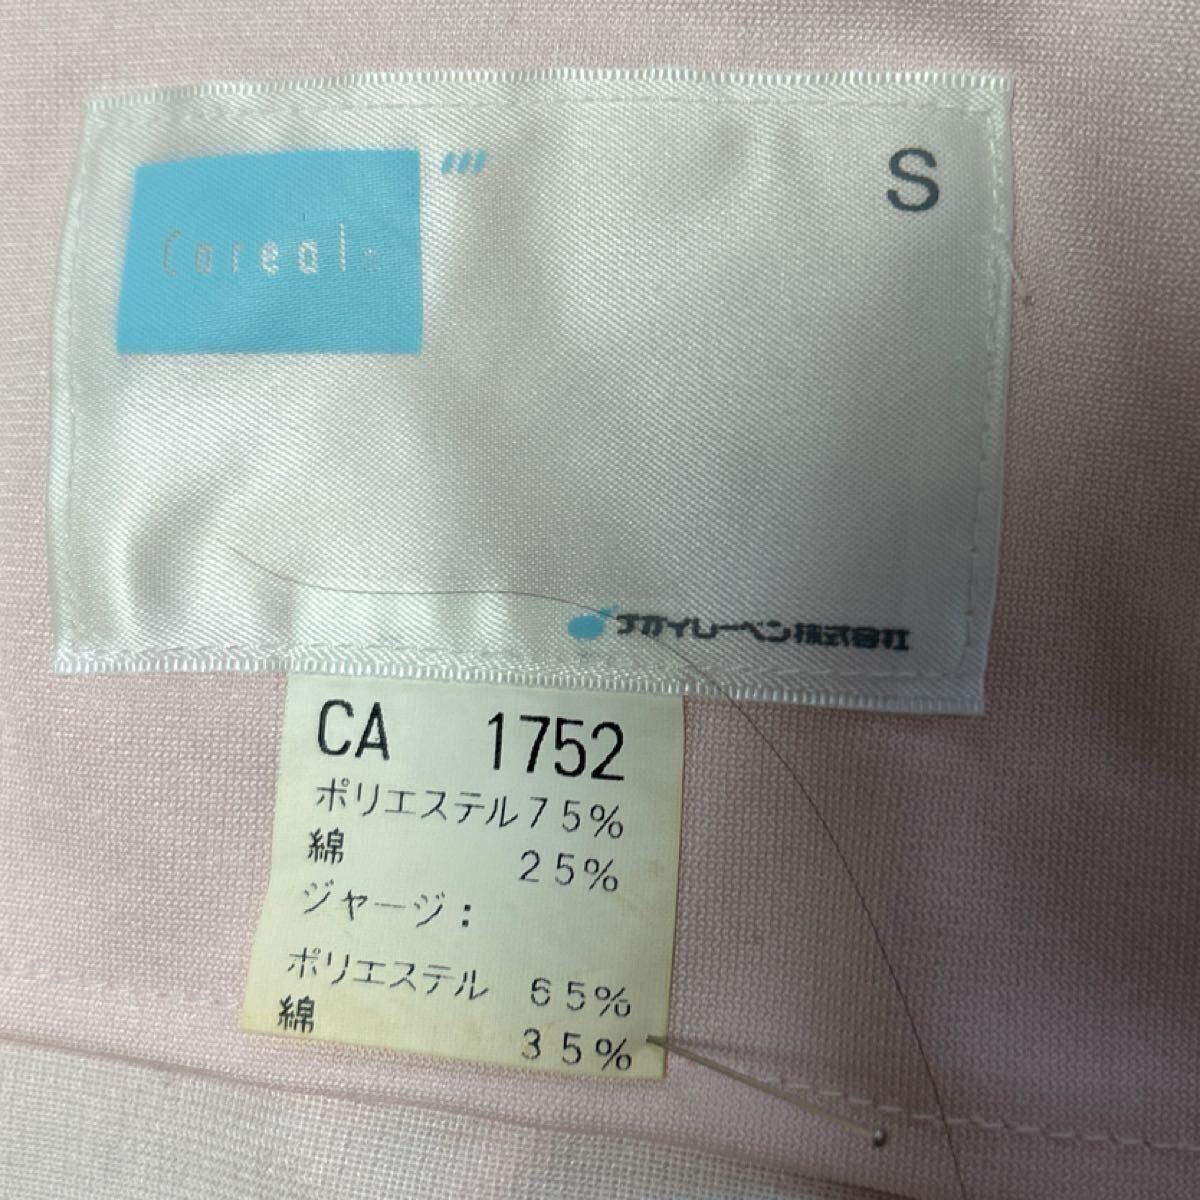 Careal
S
ナガイレーベン株式会社
CA 1752
ポリエステル75%
綿 25%
ジャージ:
ポリエステル 65%
綿 35%